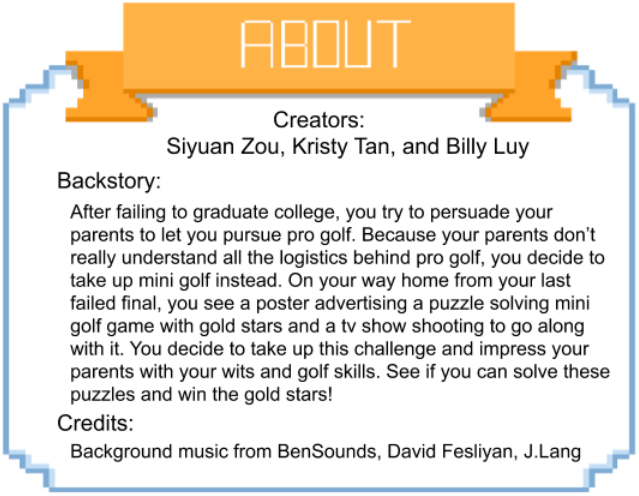 ABOUT
Creators:
Siyuan Zou, Kristy Tan, and Billy Luy
Backstory:
After failing to graduate college, you try to persuade your
parents to let you pursue pro golf. Because your parents don't
really understand all the logistics behind pro golf, you decide to
take up mini golf instead. On your way home from your last
failed final, you see a poster advertising a puzzle solving mini
golf game with gold stars and a tv show shooting to go along
with it. You decide to take up this challenge and impress your
parents with your wits and golf skills. See if you can solve these
puzzles and win the gold stars!
Credits:
Background music from BenSounds, David Fesliyan, J.Lang